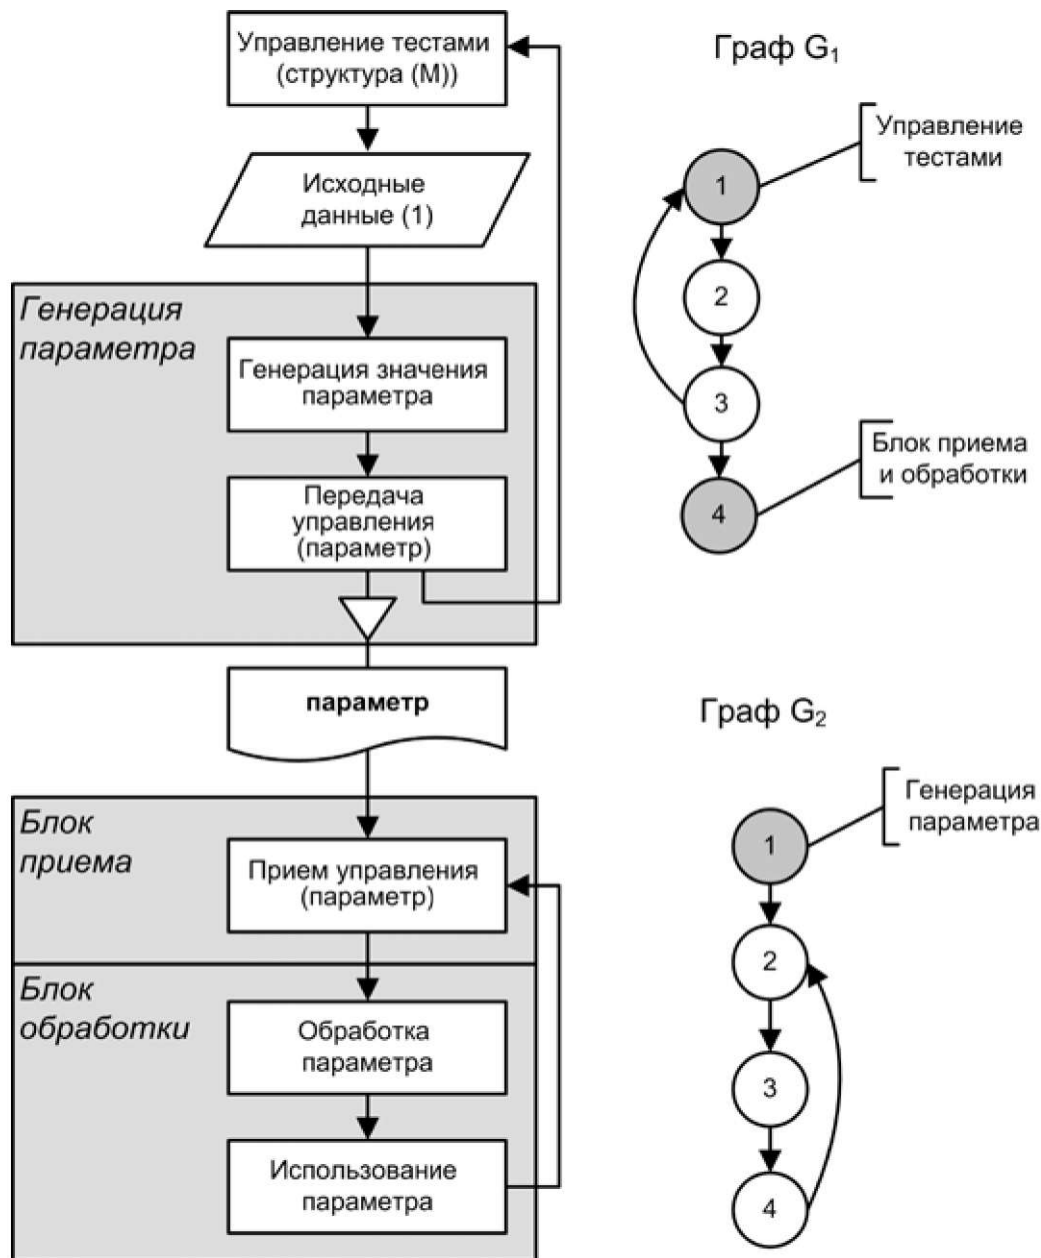 Управление тестами
(структура (М))
Исходные
данные (1)
Генерация
параметра
Генерация значения
параметра
Передача
управления
(параметр)
параметр
Блок
приема
Прием управления
(параметр)
Блок
обработки
Обработка
параметра
Использование
параметра
Граф G₁
Управление
тестами
1
2
3
Блок приема
и обработки
4
Граф G₂
Генерация
параметра
1
2
3
4